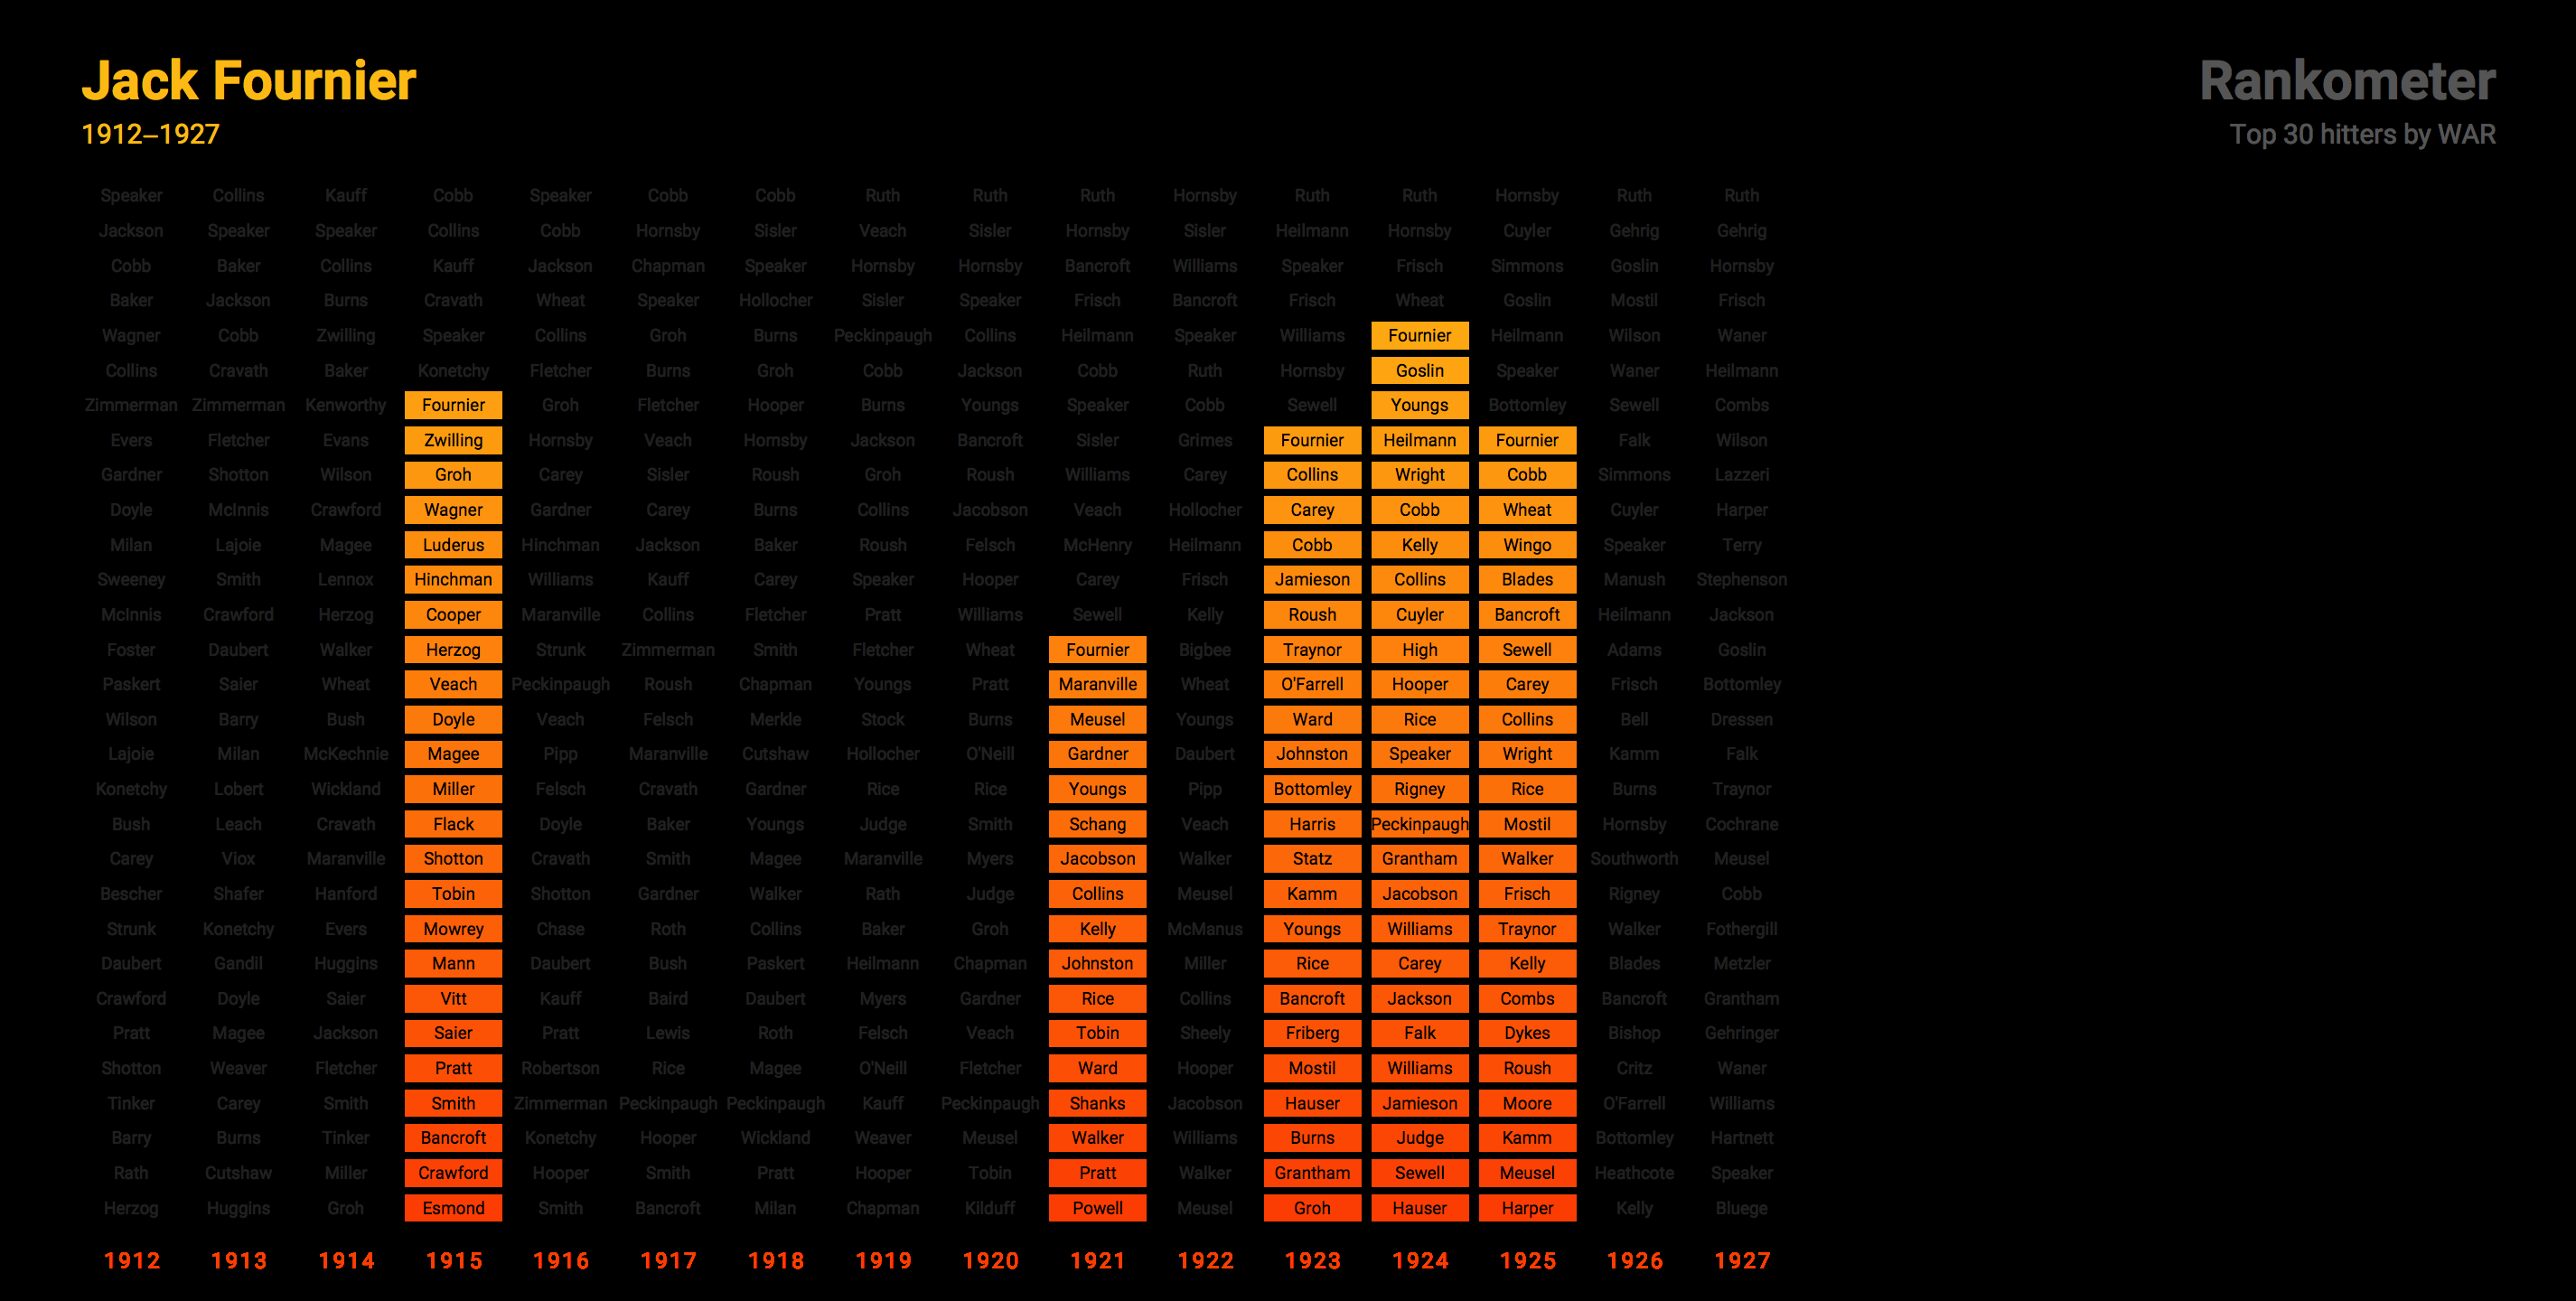 Jack Fournier
1912–1927
Rankometer
Top 30 hitters by WAR
Speaker Collins Kauff Cobb Speaker Cobb Cobb Ruth Ruth Ruth Hornsby Ruth Ruth Hornsby Ruth Ruth
Jackson Speaker Speaker Collins Cobb Hornsby Sisler Veach Sisler Hornsby Sisler Heilmann Hornsby Cuyler Gehrig Gehrig
Cobb Baker Collins Kauff Jackson Chapman Speaker Hornsby Hornsby Bancroft Williams Speaker Frisch Simmons Goslin Hornsby
Baker Jackson Burns Cravath Wheat Speaker Hollocher Sisler Speaker Frisch Bancroft Frisch Wheat Goslin Mostil Frisch
Wagner Cobb Zwilling Speaker Collins Groh Burns Peckinpaugh Collins Heilmann Speaker Williams Fournier Heilmann Wilson Waner
Collins Cravath Baker Konetchy Fletcher Burns Groh Cobb Jackson Cobb Ruth Hornsby Goslin Speaker Waner Heilmann
Zimmerman Zimmerman Kenworthy Fournier Groh Fletcher Hooper Burns Youngs Speaker Cobb Sewell Youngs Bottomley Sewell Combs
Evers Fletcher Evans Zwilling Hornsby Veach Hornsby Jackson Bancroft Sisler Grimes Fournier Heilmann Fournier Falk Wilson
Gardner Shotton Wilson Groh Carey Sisler Roush Groh Roush Williams Carey Collins Wright Cobb Simmons Lazzeri
Doyle McInnis Crawford Wagner Gardner Carey Burns Collins Jacobson Veach Hollocher Carey Cobb Wheat Cuyler Harper
Milan Lajoie Magee Luderus Hinchman Jackson Baker Roush Felsch McHenry Heilmann Cobb Kelly Wingo Speaker Terry
Sweeney Smith Lennox Hinchman Williams Kauff Carey Speaker Hooper Carey Frisch Jamieson Collins Blades Manush Stephenson
McInnis Crawford Herzog Cooper Maranville Collins Fletcher Pratt Williams Sewell Kelly Roush Cuyler Bancroft Heilmann Jackson
Foster Daubert Walker Herzog Strunk Zimmerman Smith Fletcher Wheat Fournier Bigbee Traynor High Sewell Adams Goslin
Paskert Saier Wheat Veach Peckinpaugh Roush Chapman Youngs Pratt Maranville Wheat O'Farrell Hooper Carey Frisch Bottomley
Wilson Barry Bush Doyle Veach Felsch Merkle Stock Burns Meusel Youngs Ward Rice Collins Bell Dressen
Lajoie Milan McKechnie Magee Pipp Maranville Cutshaw Hollocher O'Neill Gardner Daubert Johnston Speaker Wright Kamm Falk
Konetchy Lobert Wickland Miller Felsch Cravath Gardner Rice Rice Youngs Pipp Bottomley Rigney Rice Burns Traynor
Bush Leach Cravath Flack Doyle Baker Youngs Judge Smith Schang Veach Harris Peckinpaugh Mostil Hornsby Cochrane
Carey Viox Maranville Shotton Cravath Smith Magee Maranville Myers Jacobson Walker Statz Grantham Walker Southworth Meusel
Bescher Shafer Hanford Tobin Shotton Gardner Walker Rath Judge Collins Meusel Kamm Jacobson Frisch Rigney Cobb
Strunk Konetchy Evers Mowrey Chase Roth Collins Baker Groh Kelly McManus Youngs Williams Traynor Walker Fothergill
Daubert Gandil Huggins Mann Daubert Bush Paskert Heilmann Chapman Johnston Miller Rice Carey Kelly Blades Metzler
Crawford Doyle Saier Vitt Kauff Baird Daubert Myers Gardner Rice Collins Bancroft Jackson Combs Bancroft Grantham
Pratt Magee Jackson Saier Pratt Lewis Roth Felsch Veach Tobin Sheely Friberg Falk Dykes Bishop Gehringer
Shotton Weaver Fletcher Pratt Robertson Rice Magee O'Neill Fletcher Ward Hooper Mostil Williams Roush Critz Waner
Tinker Carey Smith Smith Zimmerman Peckinpaugh Peckinpaugh Kauff Peckinpaugh Shanks Jacobson Hauser Jamieson Moore O'Farrell Williams
Barry Burns Tinker Bancroft Konetchy Hooper Wickland Weaver Meusel Walker Williams Burns Judge Kamm Bottomley Hartnett
Rath Cutshaw Miller Crawford Hooper Smith Pratt Hooper Tobin Pratt Walker Grantham Sewell Meusel Heathcote Speaker
Herzog Huggins Groh Esmond Smith Bancroft Milan Chapman Kilduff Powell Meusel Groh Hauser Harper Kelly Bluege
1912 1913 1914 1915 1916 1917 1918 1919 1920 1921 1922 1923 1924 1925 1926 1927